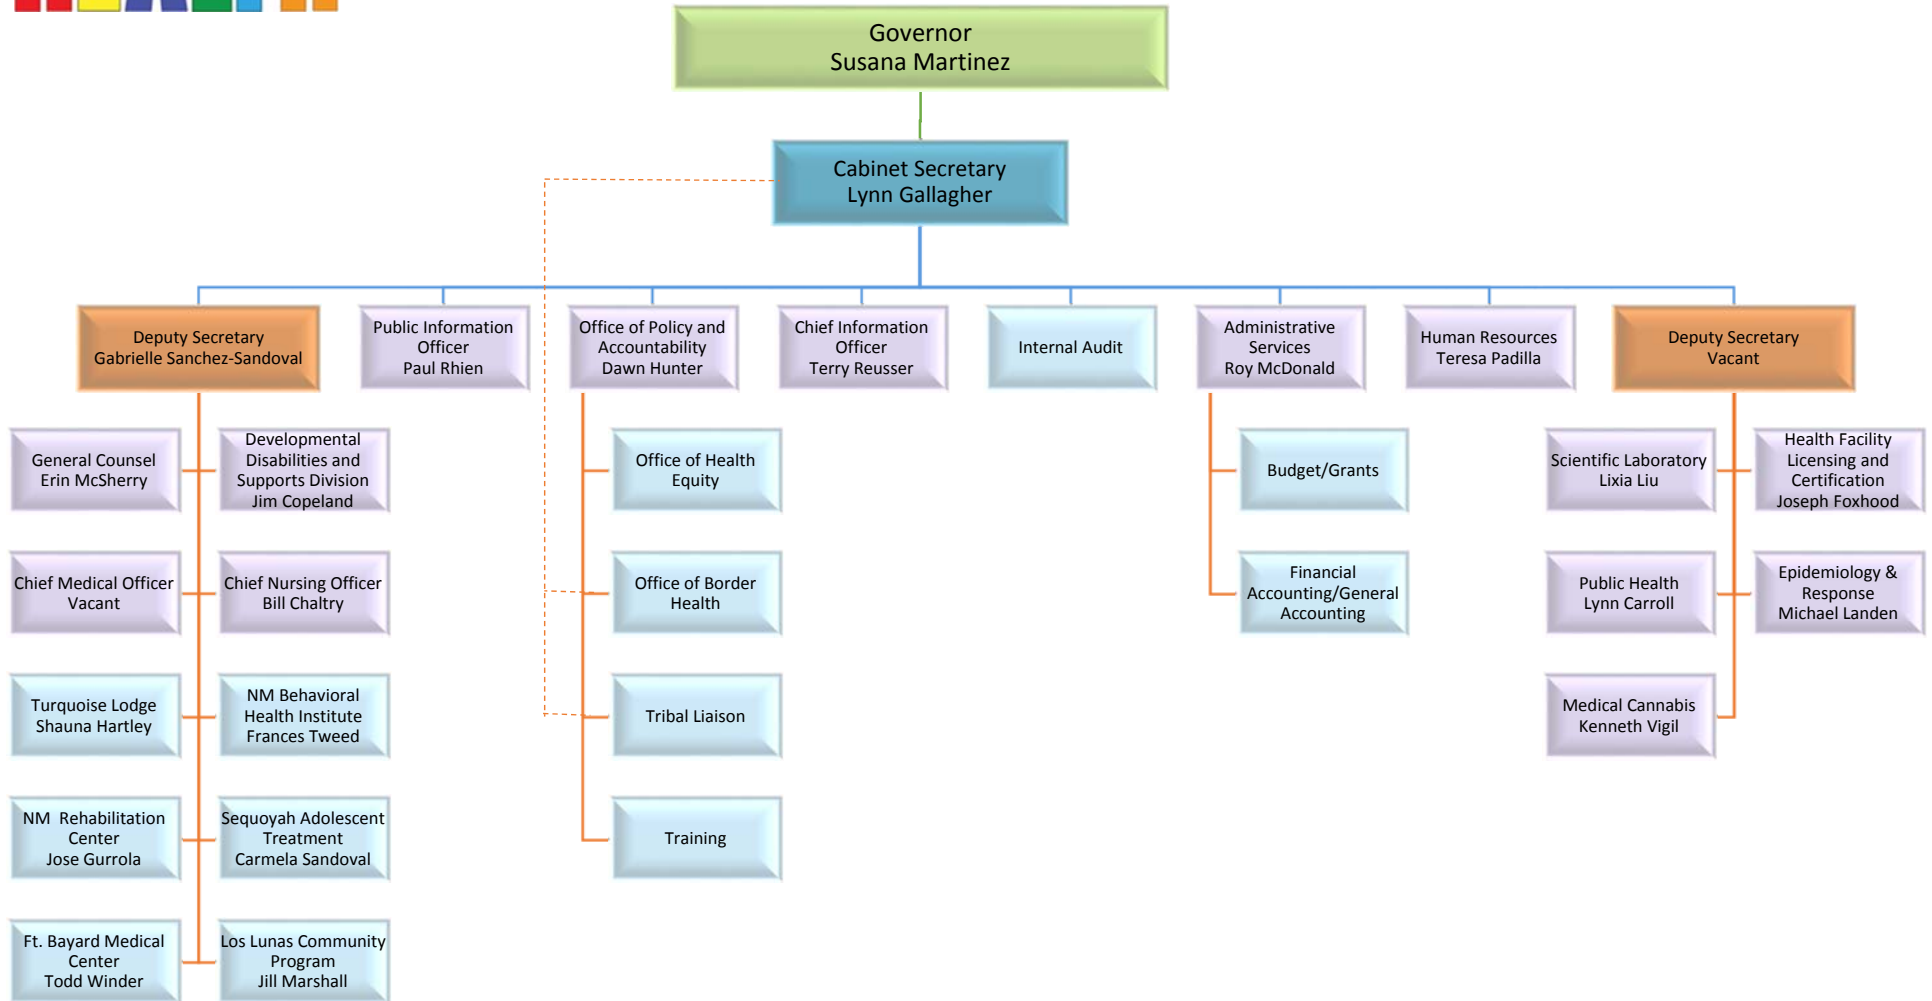 Governor
Susana Martinez
Cabinet Secretary
Lynn Gallagher
Deputy Secretary
Gabrielle Sanchez-Sandoval
Public Information
Officer
Paul Rhien
Office of Policy and
Accountability
Dawn Hunter
Chief Information
Officer
Terry Reusser
Internal Audit
Administrative
Services
Roy McDonald
Human Resources
Teresa Padilla
Deputy Secretary
Vacant
General Counsel
Erin McSherry
Developmental
Disabilities and
Supports Division
Jim Copeland
Office of Health
Equity
Budget/Grants
Scientific Laboratory
Lixia Liu
Health Facility
Licensing and
Certification
Joseph Foxhood
Chief Medical Officer
Vacant
Chief Nursing Officer
Bill Chaltry
Office of Border
Health
Financial
Accounting/General
Accounting
Public Health
Lynn Carroll
Epidemiology &
Response
Michael Landen
Turquoise Lodge
Shauna Hartley
NM Behavioral
Health Institute
Frances Tweed
Tribal Liaison
Medical Cannabis
Kenneth Vigil
NM  Rehabilitation
Center
Jose Gurrola
Sequoyah Adolescent
Treatment
Carmela Sandoval
Training
Ft. Bayard Medical
Center
Todd Winder
Los Lunas Community
Program
Jill Marshall